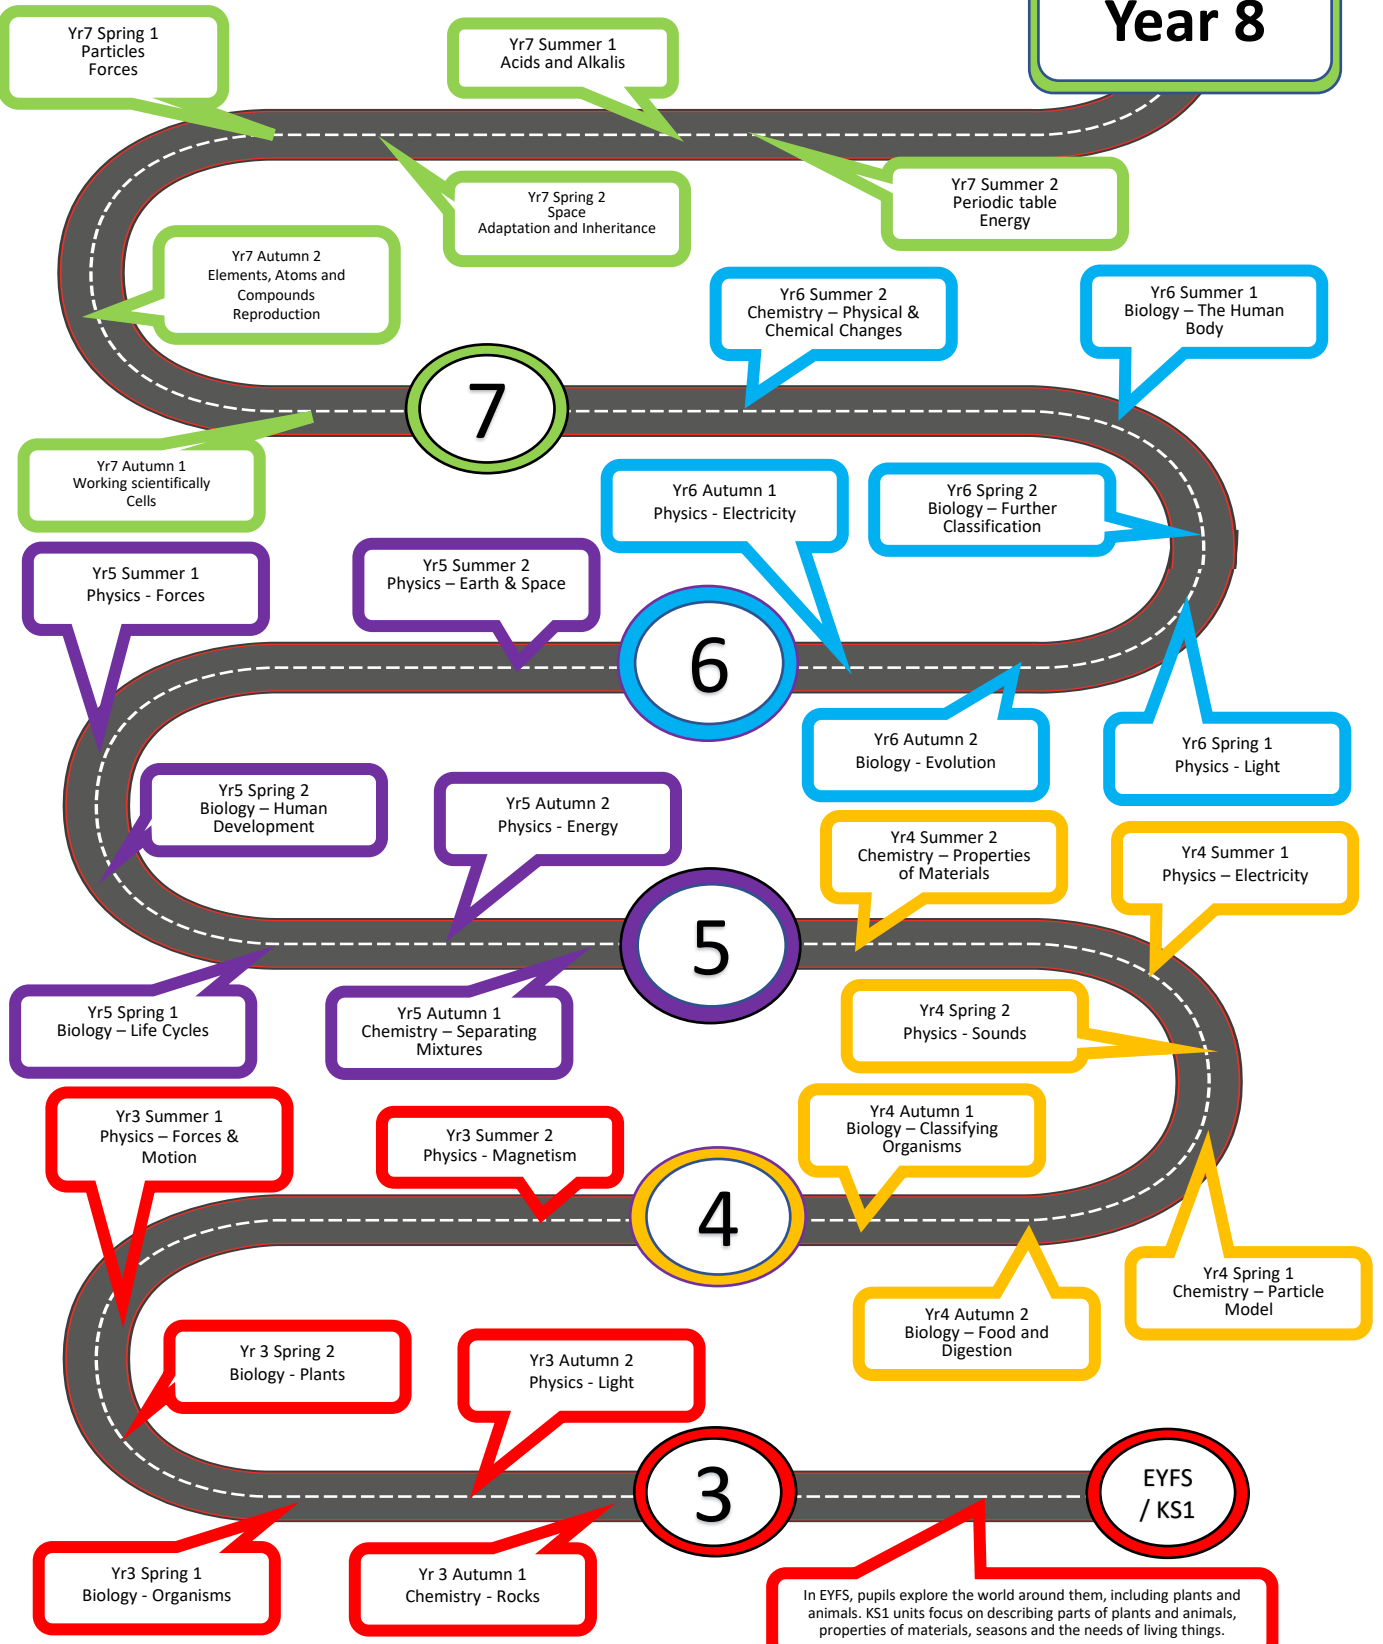 Year 8
Yr7 Spring 1
Particles
Forces
Yr7 Summer 1
Acids and Alkalis
Yr7 Spring 2
Space
Adaptation and Inheritance
Yr7 Summer 2
Periodic table
Energy
Yr7 Autumn 2
Elements, Atoms and
Compounds
Reproduction
Yr6 Summer 2
Chemistry – Physical &
Chemical Changes
Yr6 Summer 1
Biology – The Human
Body
7
Yr7 Autumn 1
Working scientifically
Cells
Yr6 Autumn 1
Physics - Electricity
Yr6 Spring 2
Biology – Further
Classification
Yr5 Summer 1
Physics - Forces
Yr5 Summer 2
Physics – Earth & Space
6
Yr6 Autumn 2
Biology - Evolution
Yr6 Spring 1
Physics - Light
Yr5 Spring 2
Biology – Human
Development
Yr5 Autumn 2
Physics - Energy
Yr4 Summer 2
Chemistry – Properties
of Materials
Yr4 Summer 1
Physics – Electricity
5
Yr5 Spring 1
Biology – Life Cycles
Yr5 Autumn 1
Chemistry – Separating
Mixtures
Yr4 Spring 2
Physics - Sounds
Yr3 Summer 1
Physics – Forces &
Motion
Yr3 Summer 2
Physics - Magnetism
Yr4 Autumn 1
Biology – Classifying
Organisms
4
Yr4 Autumn 2
Biology – Food and
Digestion
Yr4 Spring 1
Chemistry – Particle
Model
Yr 3 Spring 2
Biology - Plants
Yr3 Autumn 2
Physics - Light
3
EYFS
/ KS1
Yr3 Spring 1
Biology - Organisms
Yr 3 Autumn 1
Chemistry - Rocks
In EYFS, pupils explore the world around them, including plants and
animals. KS1 units focus on describing parts of plants and animals,
properties of materials, seasons and the needs of living things.